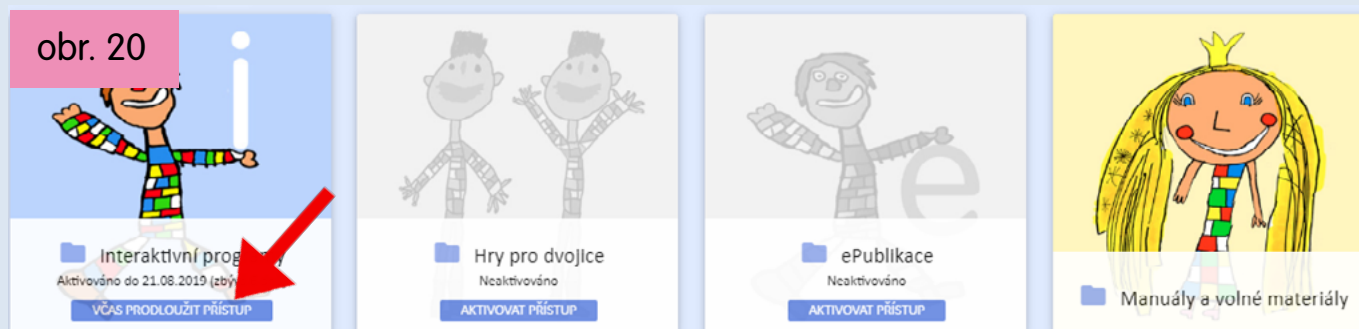 obr. 20
i
Interaktivní
Aktivováno do 21.08.2019
VČAS PRODLOUŽIT PŘÍSTUP
Hry pro dvojice
Neaktivováno
AKTIVOVAT PŘÍSTUP
e
ePublikace
Neaktivováno
AKTIVOVAT PŘÍSTUP
Manuály a volné materiály